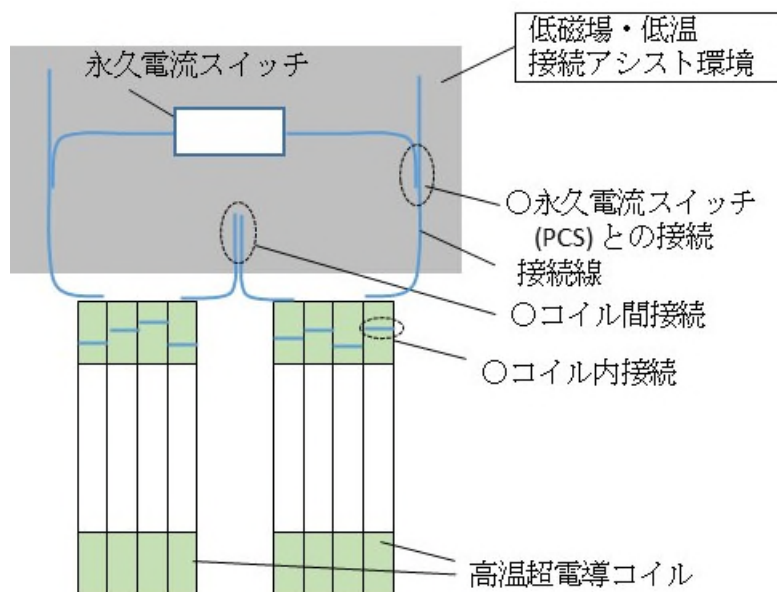 低磁場・低温
接続アシスト環境
永久電流スイッチ
○永久電流スイッチ
(PCS) との接続
接続線
○コイル間接続
○コイル内接続
高温超電導コイル